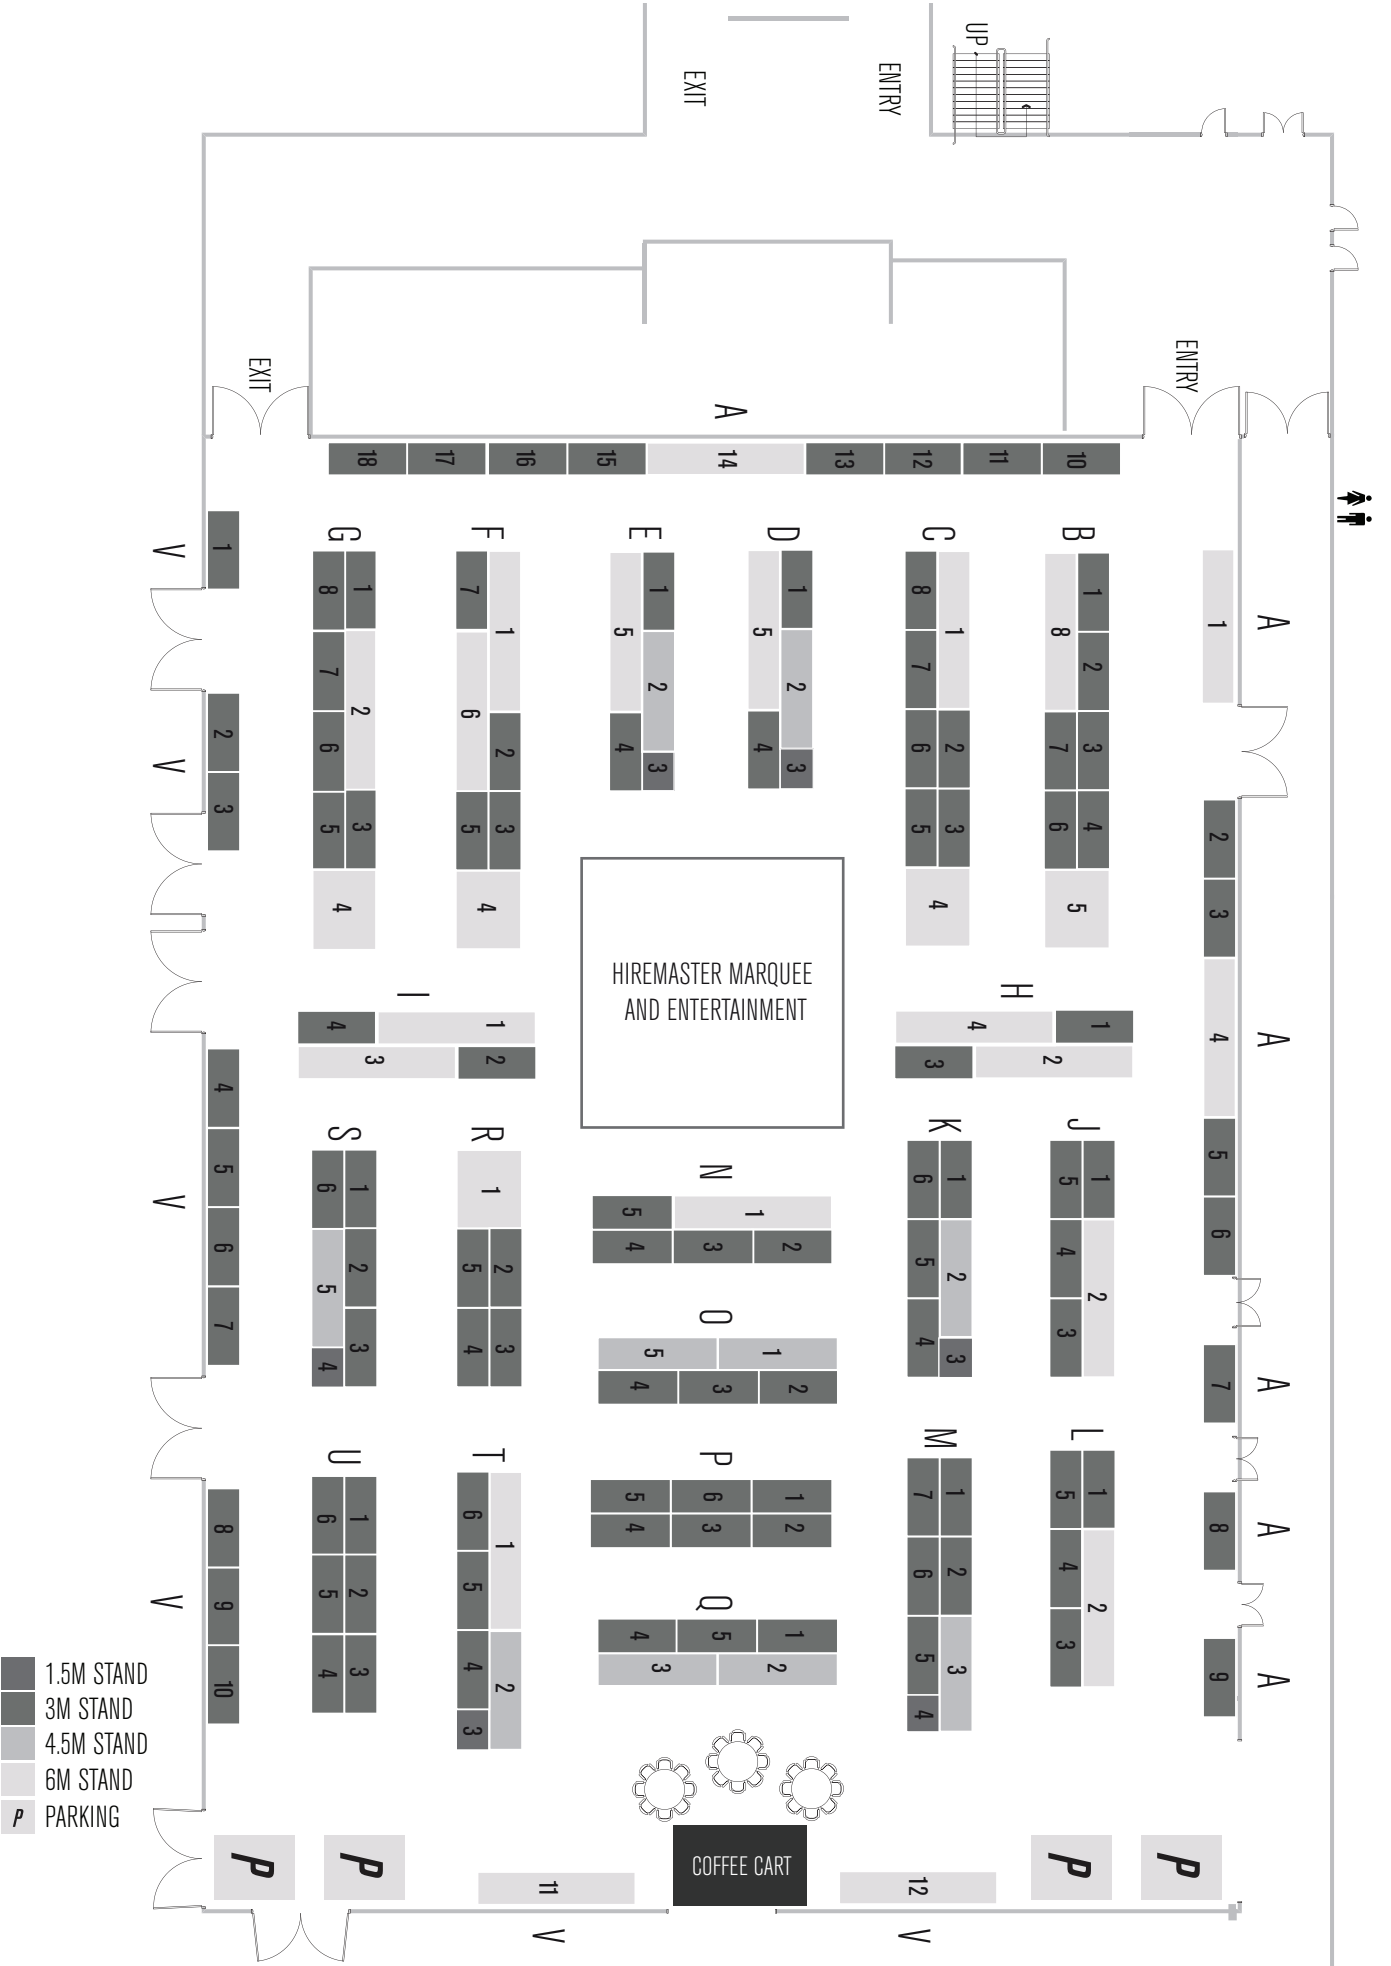 UP
EXIT
ENTRY
EXIT
ENTRY
A
18 17 16 15 14 13 12 11 10
G F E D C B
V
1
G
8 1
7 2
6
5 3
4
F
7 1
6 2
5 3
4
E
1
5 2
4 3
D
1
5 2
4 3
C
8 1
7
6 2
5 3
4
B
8 1
2
7 3
6 4
5
A
1
V
2
3
2
3
HIREMASTER MARQUEE
AND ENTERTAINMENT
I
4 1
3 2
H
4 1
3 2
4
A
5
6
V
4
5
6
7
S
6 1
5 2
4 3
R
1
5 2
4 3
N
5 1
4 3 2
O
5 1
4 3 2
K
6 1
5 2
4 3
J
5 1
4 2
3
7
A
U
6 1
5 2
4 3
T
6 1
5
4 2
3
P
5 6 1
4 3 2
Q
4 5 1
3 2
M
7 1
6 2
5 3
4
L
5 1
4 2
3
8
A
9
A
8
9
10
V
1.5M STAND
3M STAND
4.5M STAND
6M STAND
P PARKING
P P
11
COFFEE CART
12
P P
V V